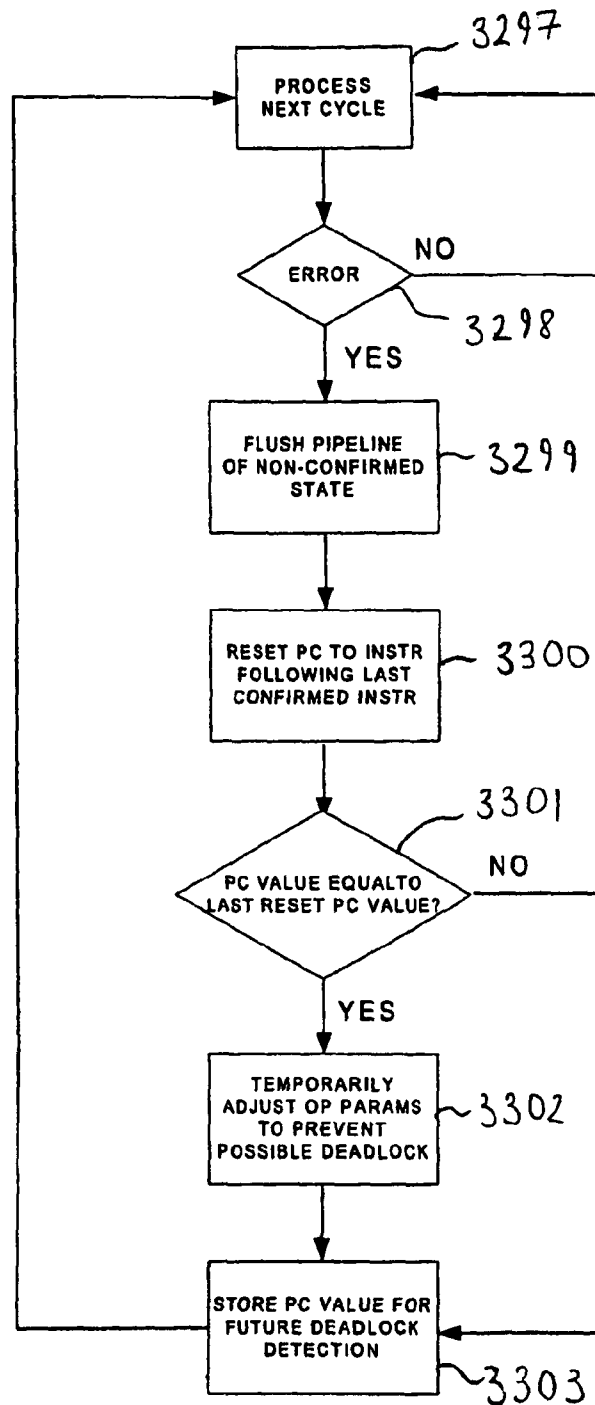 3297
PROCESS
NEXT CYCLE
NO
ERROR
3298
YES
FLUSH PIPELINE
OF NON-CONFIRMED
STATE
3299
RESET PC TO INSTR
FOLLOWING LAST
CONFIRMED INSTR
3300
3301
NO
PC VALUE EQUALTO
LAST RESET PC VALUE?
YES
TEMPORARILY
ADJUST OP PARAMS
TO PREVENT
POSSIBLE DEADLOCK
3302
STORE PC VALUE FOR
FUTURE DEADLOCK
DETECTION
3303